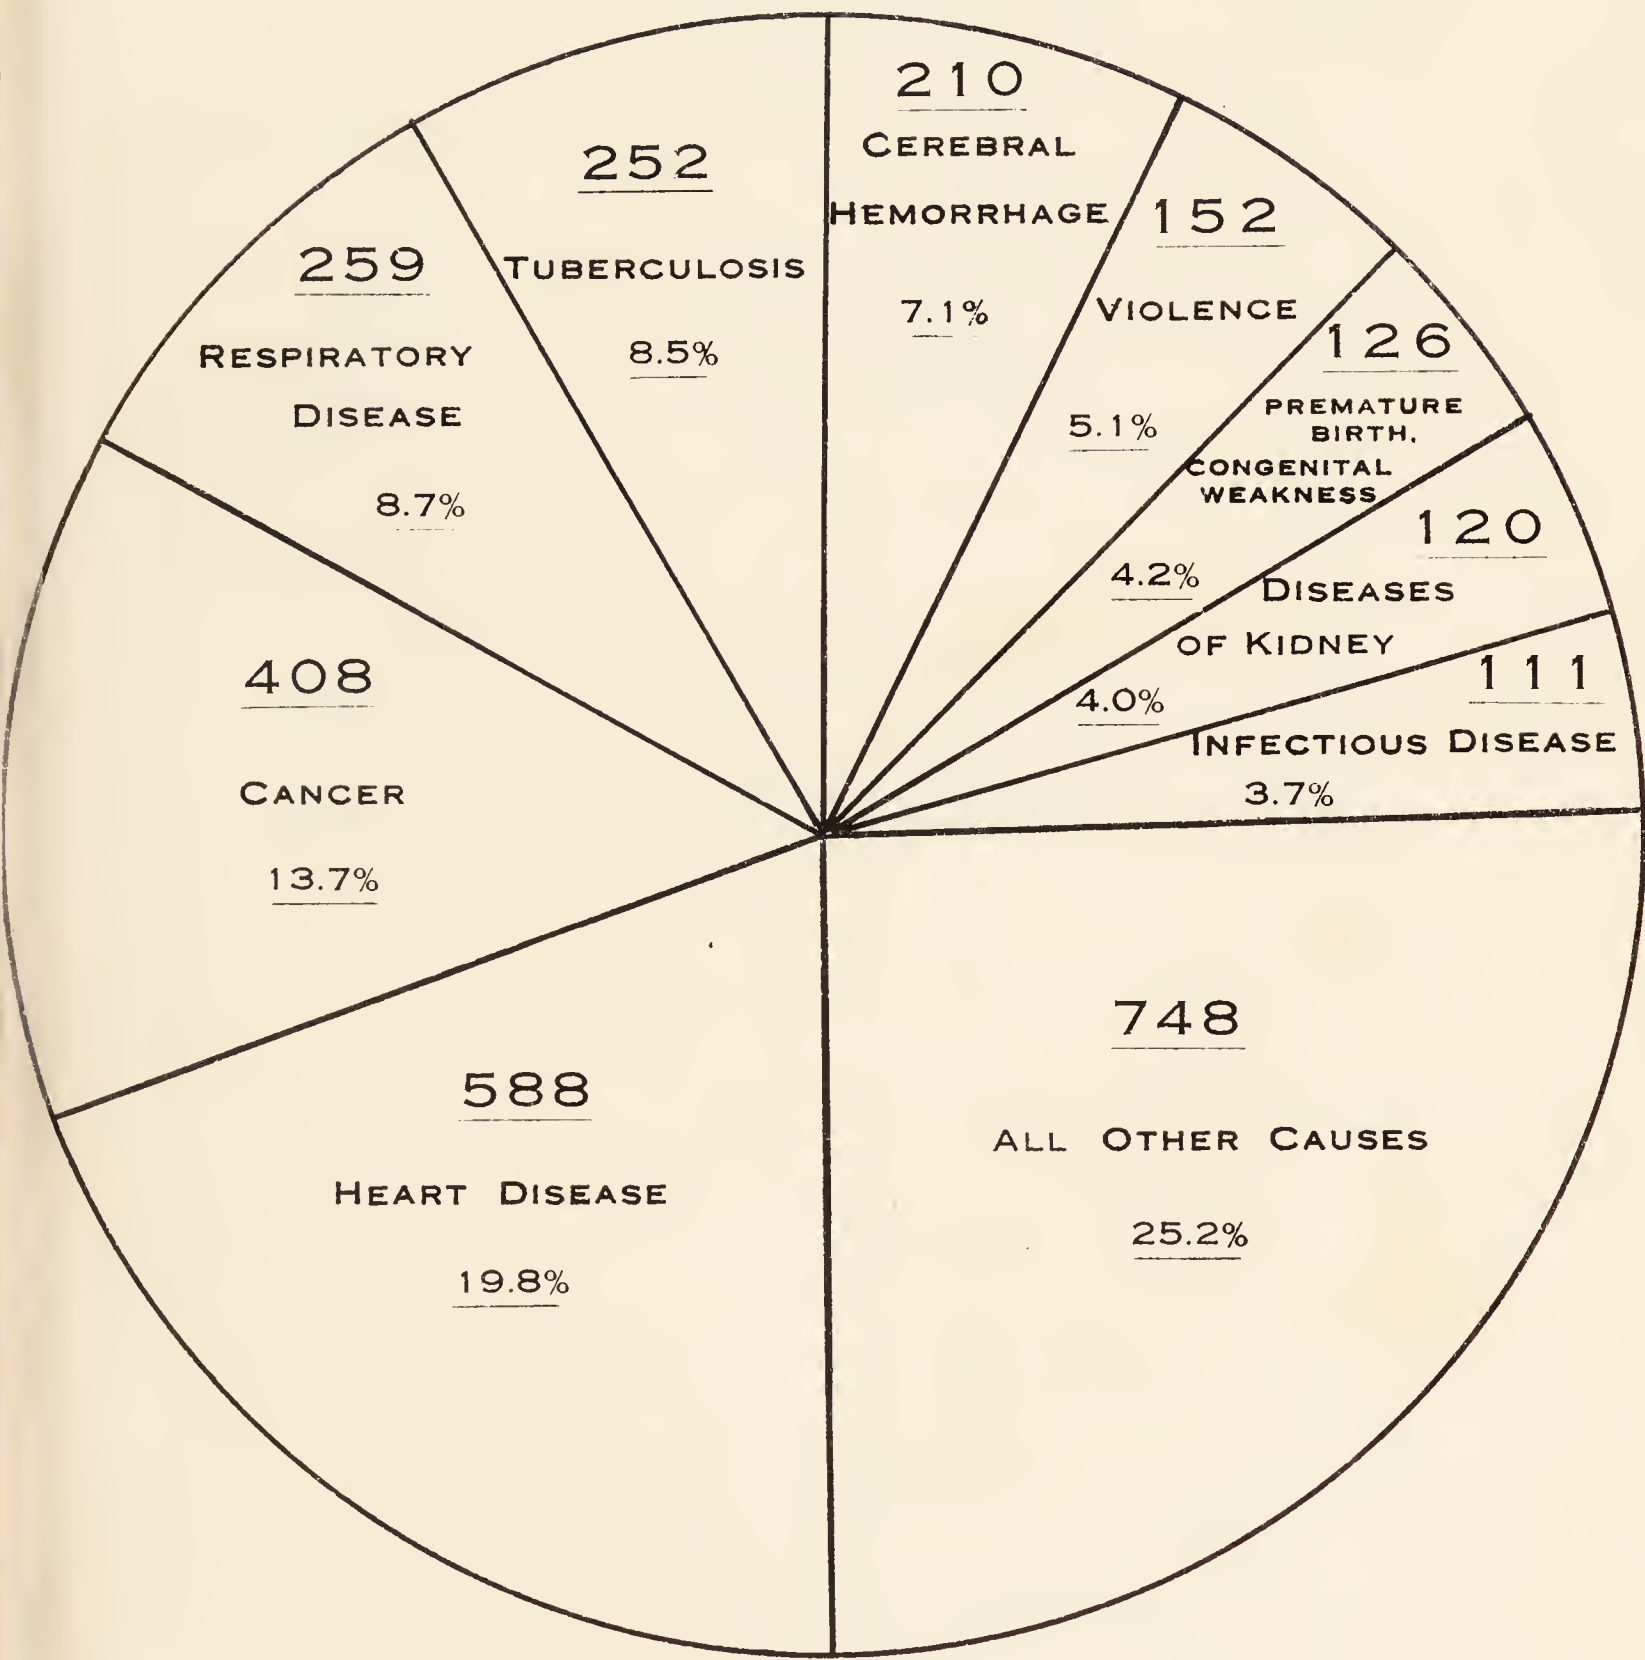 210
CEREBRAL
HEMORRHAGE
7.1%
152
VIOLENCE
5.1%
126
PREMATURE
BIRTH,
CONGENITAL
WEAKNESS
4.2%
120
DISEASES
OF KIDNEY
4.0%
111
INFECTIOUS DISEASE
3.7%
748
ALL OTHER CAUSES
25.2%
588
HEART DISEASE
19.8%
408
CANCER
13.7%
259
RESPIRATORY
DISEASE
8.7%
252
TUBERCULOSIS
8.5%